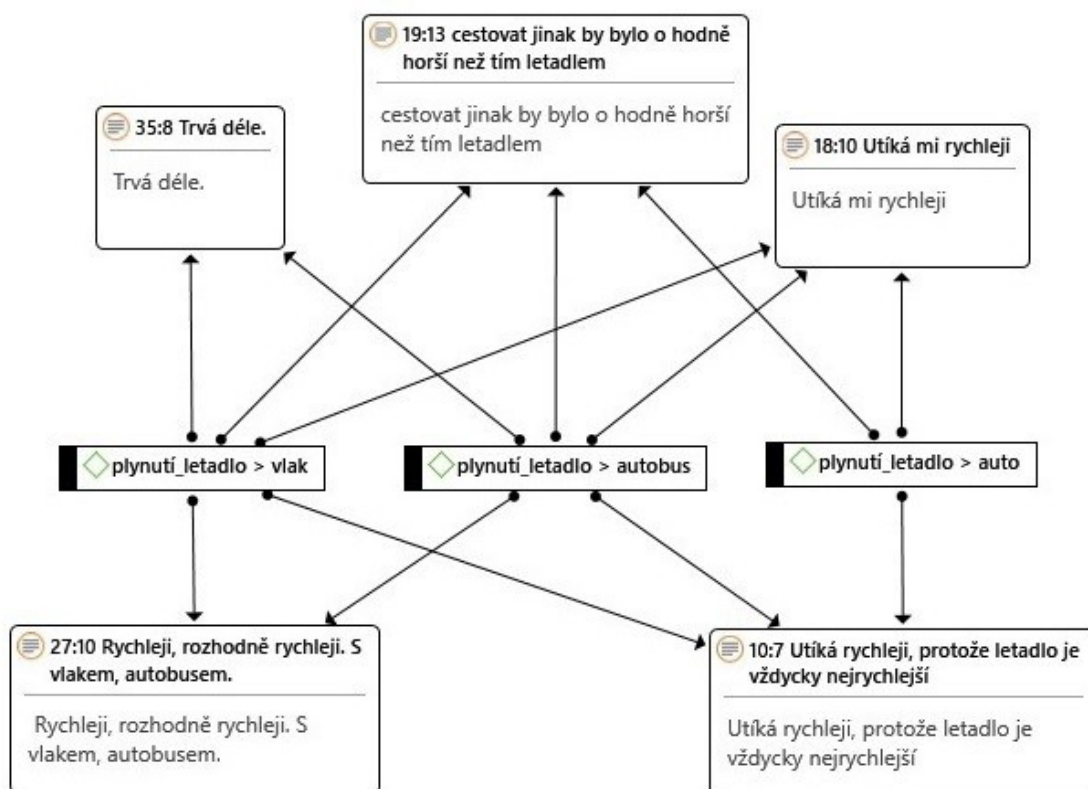 19:13 cestovat jinak by bylo o hodně
horší než tím letadlem
cestovat jinak by bylo o hodně horší
než tím letadlem
35:8 Trvá déle.
Trvá déle.
18:10 Utíká mi rychleji
Utíká mi rychleji
plynutí_letadlo > vlak
plynutí_letadlo > autobus
plynutí_letadlo > auto
27:10 Rychleji, rozhodně rychleji. S
vlakem, autobusem.
Rychleji, rozhodně rychleji. S
vlakem, autobusem.
10:7 Utíká rychleji, protože letadlo je
vždycky nejrychlejší
Utíká rychleji, protože letadlo je
vždycky nejrychlejší